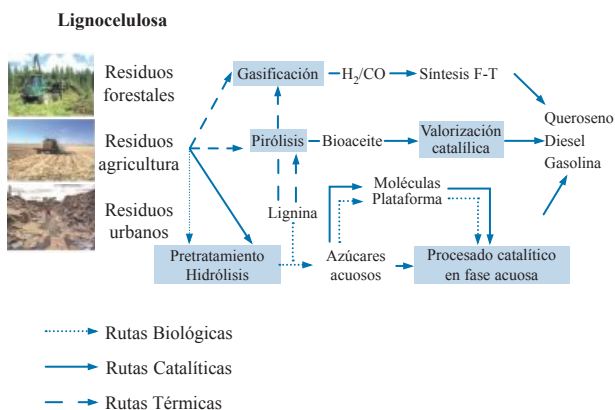 Lignocelulosa
Residuos
forestales
Residuos
agricultura
Residuos
urbanos
Gasificación
H2/CO
Síntesis F-T
Pirólisis
Bioaceite
Valorización
catalílica
Queroseno
Diesel
Gasolina
Lignina
Moléculas
Plataforma
Pretratamiento
Hidrólisis
Azúcares
acuosos
Procesado catalítico
en fase acuosa
Rutas Biológicas
Rutas Catalíticas
Rutas Térmicas